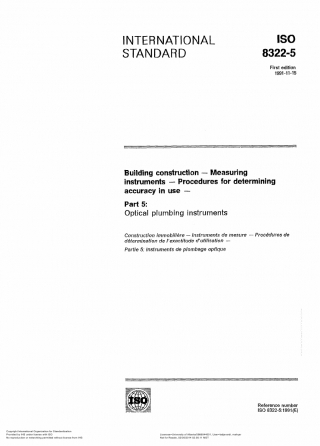 INTERNATIONAL
STANDARD
ISO
8322-5
First edition
1991-11-15
Building construction — Measuring
instruments — Procedures for determining
accuracy in use —
Part 5:
Optical plumbing instruments
Construction immobilière — Instruments de mesure — Procédures de
détermination de l'exactitude d'utilisation —
Partie 5: Instruments de plombage optique
ISO
Reference number
ISO 8322-5:1991(E)